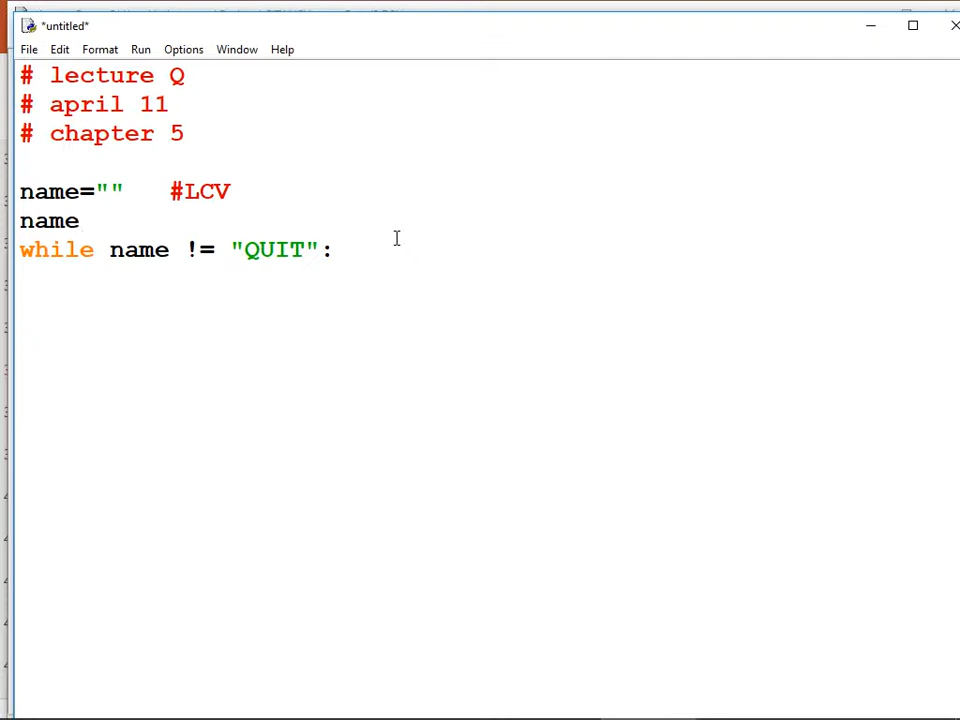 *untitled*
File Edit Format Run Options Window Help
# lecture Q
# april 11
# chapter 5
name="" #LCV
name
while name != "QUIT":